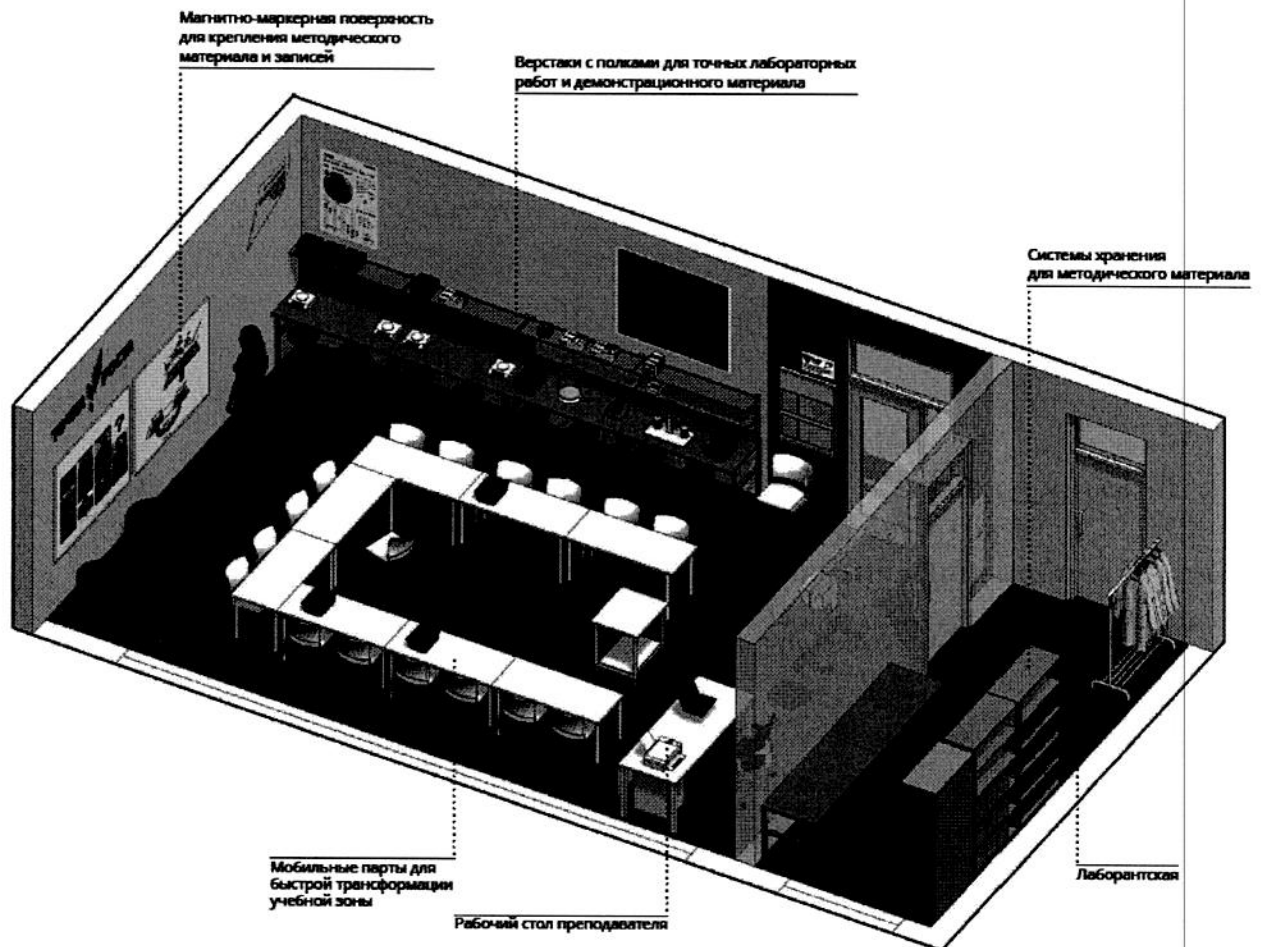 Магнитно-маркерная поверхность
для крепления методического
материала и записей
Верстаки с полками для точных лабораторных
работ и демонстрационного материала
Системы хранения
для методического материала
Мобильные парты для
быстрой трансформации
учебной зоны
Рабочий стол преподавателя
Лаборантская